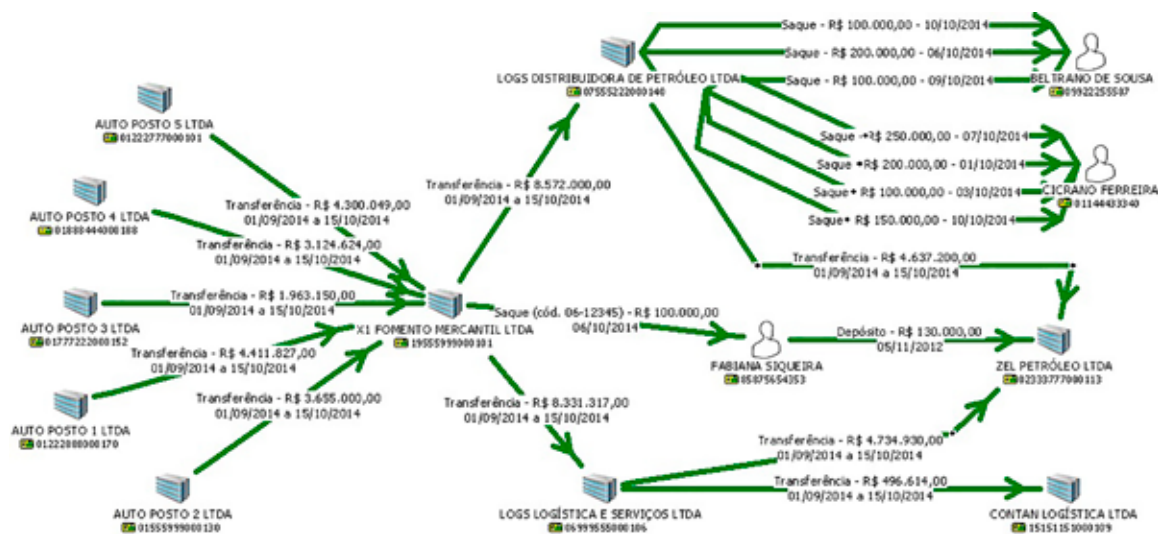 Saque - R$ 100.000,00 - 10/10/2014
Saque - R$ 200.000,00 - 06/10/2014
Saque - R$ 100.000,00 - 09/10/2014
LOGS DISTRIBUIDORA DE PETRÓLEO LTDA
07555222000140
BELTRANO DE SOUSA
09922255507
AUTO POSTO 5 LTDA
01222777000101
Saque - R$ 250.000,00 - 07/10/2014
Saque R$ 200.000,00 - 01/10/2014
Saque R$ 100.000,00 - 03/10/2014
Saque R$ 150.000,00 - 10/10/2014
CICRANO FERREIRA
01144433340
Transferência - R$ 8.572.000,00
01/09/2014 a 15/10/2014
Transferência - R$ 4.300.049,00
01/09/2014 a 15/10/2014
AUTO POSTO 4 LTDA
01888444000188
Transferência - R$ 3.124.624,00
01/09/2014 a 15/10/2014
Transferência - R$ 4.637.200,00
01/09/2014 a 15/10/2014
Transferência - R$ 1.963.150,00
01/09/2014 a 15/10/2014
AUTO POSTO 3 LTDA
01777222000152
X1 FOMENTO MERCANTIL LTDA
19555999000101
Saque (cód. 06-12345) - R$ 100.000,00
06/10/2014
FABIANA SIQUEIRA
85875654353
Depósito - R$ 130.000,00
05/11/2012
ZEL PETRÓLEO LTDA
02333777000113
Transferência - R$ 4.411.827,00
01/09/2014 a 15/10/2014
Transferência - R$ 3.655.000,00
01/09/2014 a 15/10/2014
Transferência - R$ 8.331.317,00
01/09/2014 a 15/10/2014
AUTO POSTO 1 LTDA
01222888000170
Transferência - R$ 4.734.930,00
01/09/2014 a 15/10/2014
Transferência - R$ 496.614,00
01/09/2014 a 15/10/2014
AUTO POSTO 2 LTDA
01555999000130
LOGS LOGÍSTICA E SERVIÇOS LTDA
06999555000106
CONTAN LOGÍSTICA LTDA
15151151000109